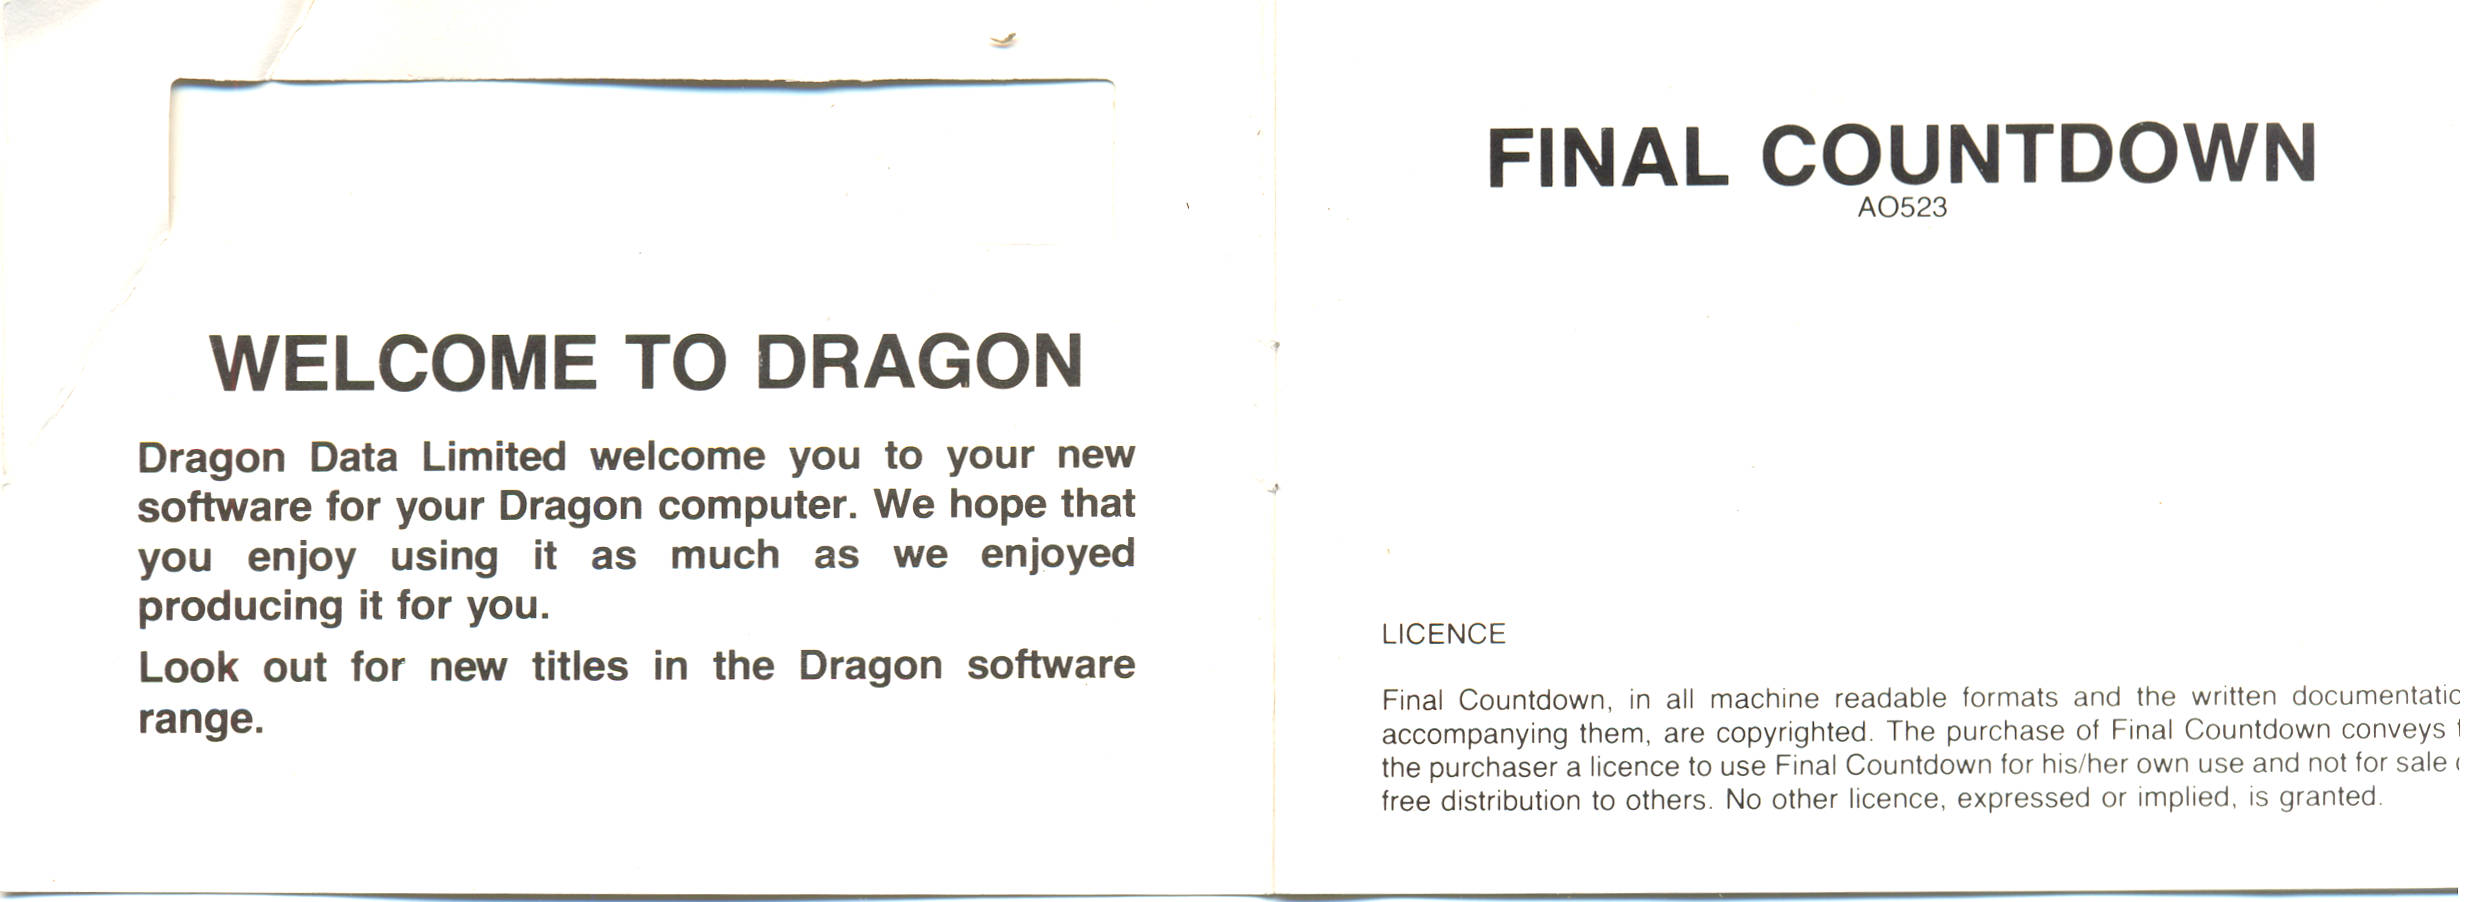 WELCOME TO DRAGON
Dragon Data Limited welcome you to your new
software for your Dragon computer. We hope that
you enjoy using it as much as we enjoyed
producing it for you.
Look out for new titles in the Dragon software
range.
FINAL COUNTDOWN
AO523
LICENCE
Final Countdown, in all machine readable formats and the written documentatio
accompanying them, are copyrighted. The purchase of Final Countdown conveys
the purchaser a licence to use Final Countdown for his/her own use and not for sale
free distribution to others. No other licence, expressed or implied, is granted.